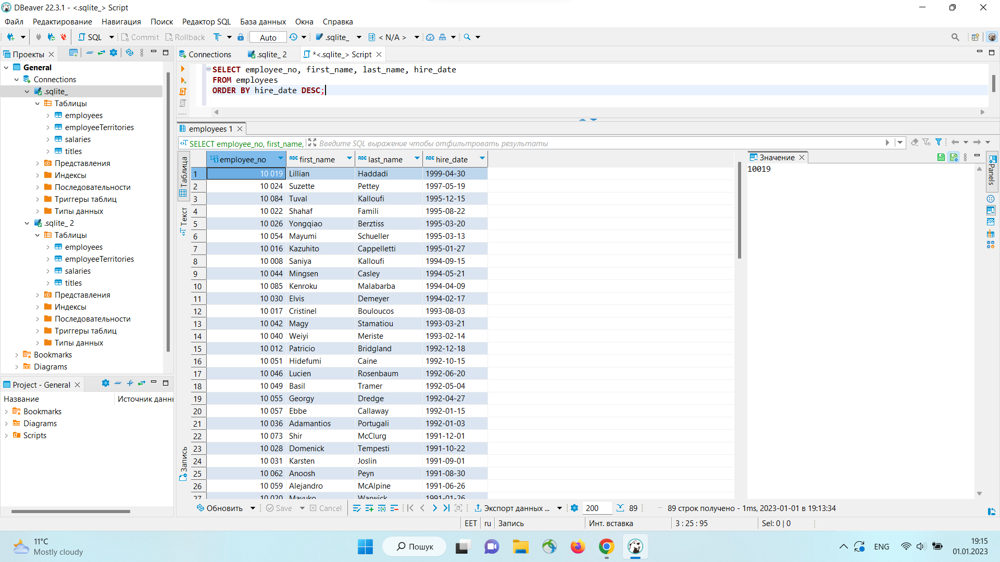 DBeaver 22.3.1 - <.sqlite_> Script
Файл Редактирование Навигация Поиск Редактор SQL База данных Окна Справка
SQL Commit Rollback Auto .sqlite_ < N/A >
Проекты
General
Connections
.sqlite_
Таблицы
employees
employeeTerritories
salaries
titles
Представления
Индексы
Последовательности
Триггеры таблиц
Типы данных
.sqlite_ 2
Таблицы
employees
employeeTerritories
salaries
titles
Представления
Индексы
Последовательности
Триггеры таблиц
Типы данных
Bookmarks
Diagrams
Project - General
Название Источник данны
Bookmarks
Diagrams
Scripts
Connections .sqlite_ 2 *<.sqlite_> Script
SELECT employee_no, first_name, last_name, hire_date
FROM employees
ORDER BY hire_date DESC;
employees 1
SELECT employee_no, first_name, Введите SQL выражение чтобы отфильтровать результаты
Таблица
Текст
Запись
123 employee_no ABC first_name ABC last_name ABC hire_date
1 10 019 Lillian Haddadi 1999-04-30
2 10 024 Suzette Pettey 1997-05-19
3 10 084 Tuval Kalloufi 1995-12-15
4 10 022 Shahaf Famili 1995-08-22
5 10 026 Yongqiao Berztiss 1995-03-20
6 10 054 Mayumi Schueller 1995-03-13
7 10 016 Kazuhito Cappelletti 1995-01-27
8 10 008 Saniya Kalloufi 1994-09-15
9 10 044 Mingsen Casley 1994-05-21
10 10 085 Kenroku Malabarba 1994-04-09
11 10 030 Elvis Demeyer 1994-02-17
12 10 017 Cristinel Bouloucos 1993-08-03
13 10 042 Magy Stamatiou 1993-03-21
14 10 040 Weiyi Meriste 1993-02-14
15 10 012 Patricio Bridgland 1992-12-18
16 10 051 Hidefumi Caine 1992-10-15
17 10 046 Lucien Rosenbaum 1992-06-20
18 10 049 Basil Tramer 1992-05-04
19 10 055 Georgy Dredge 1992-04-27
20 10 057 Ebbe Callaway 1992-01-15
21 10 036 Adamantios Portugali 1992-01-03
22 10 073 Shir McClurg 1991-12-01
23 10 028 Domenick Tempesti 1991-10-22
24 10 031 Karsten Joslin 1991-09-01
25 10 062 Anoosh Peyn 1991-08-30
26 10 059 Alejandro McAlpine 1991-06-26
27 10 020 Mayuko Warwick 1991-01-26
Значение
10019
Panels
Обновить Save Cancel Экспорт данных ... 200 89 89 строк получено - 1ms, 2023-01-01 в 19:13:34
EET ru Запись Инт. вставка 3 : 25 : 95 Sel: 0 | 0
11°C
Mostly cloudy
Пошук
ENG
19:15
01.01.2023